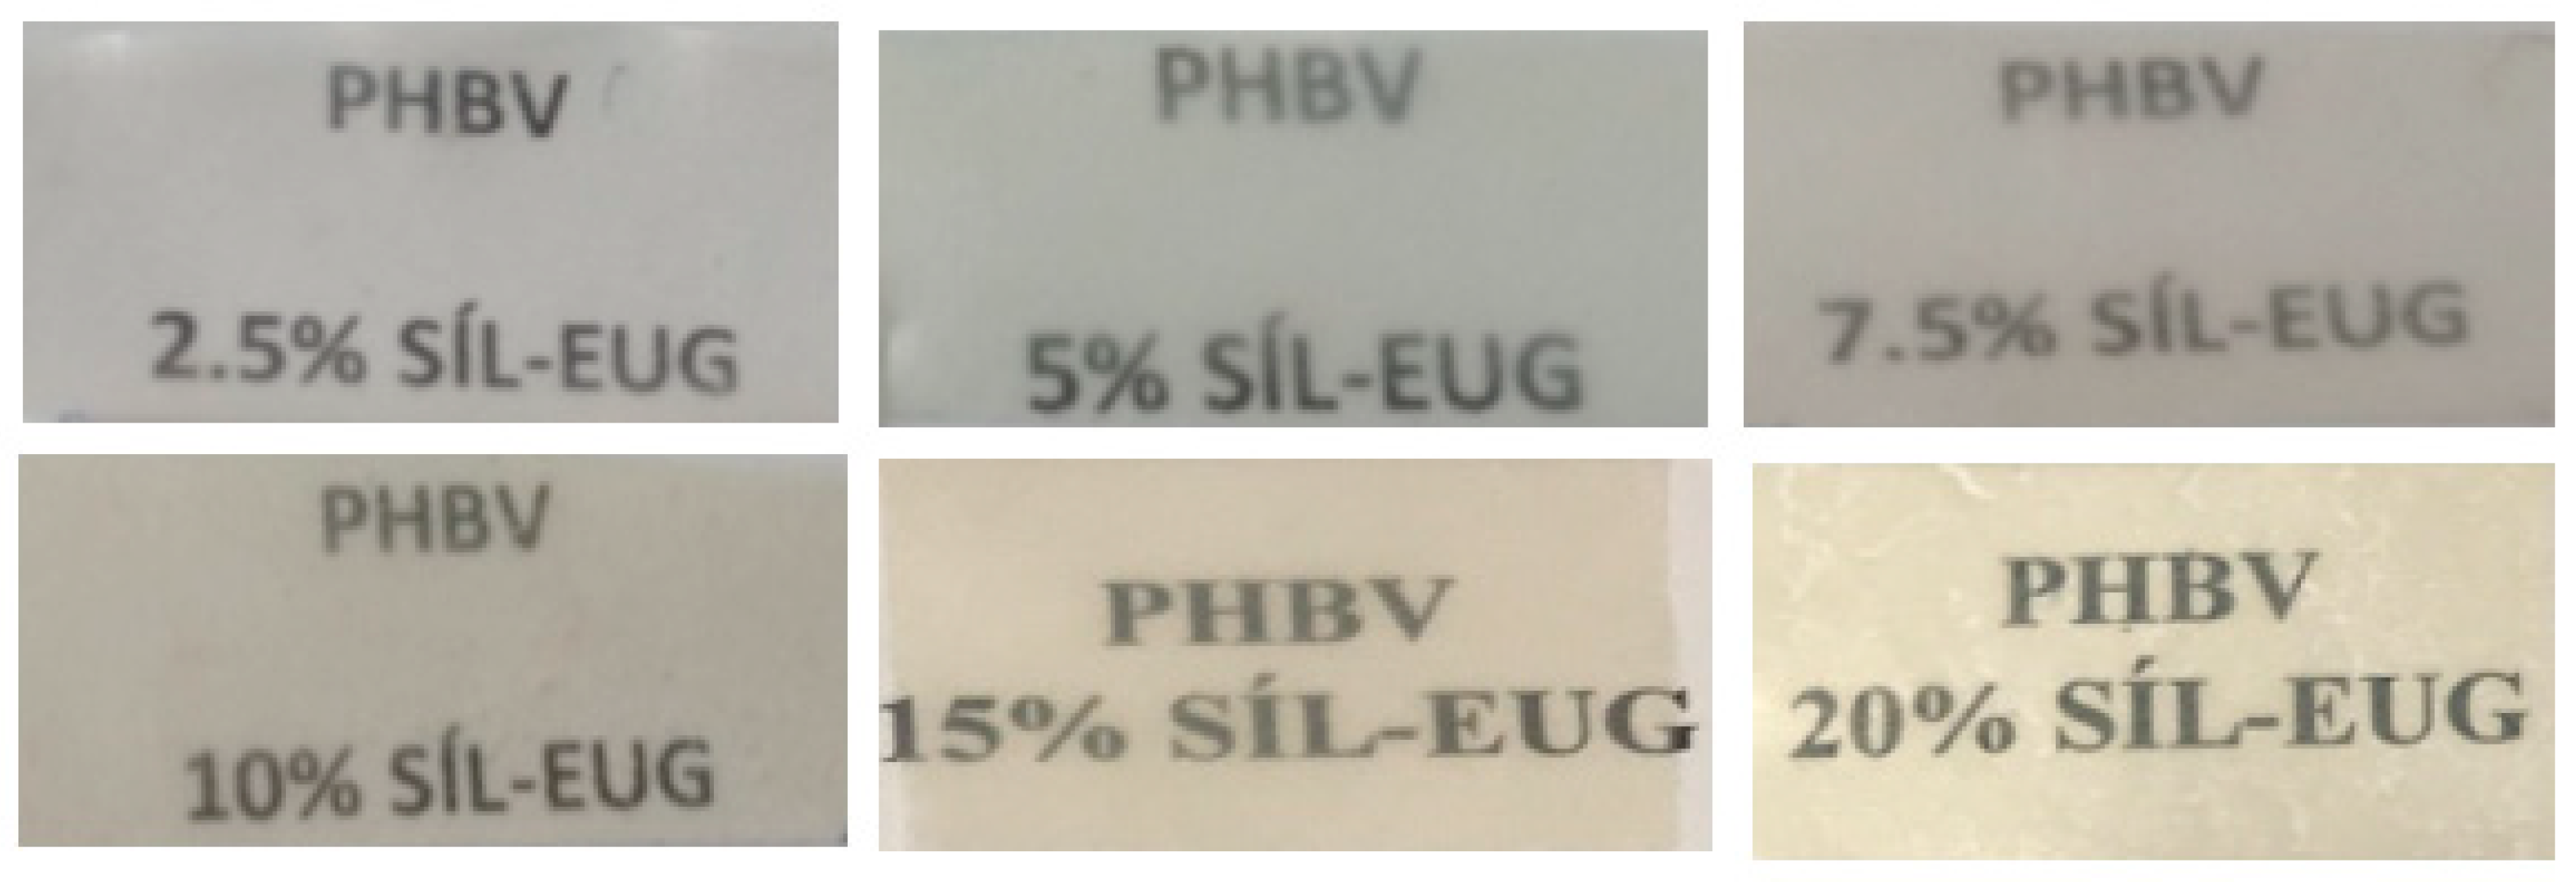 PHBV
2.5% SÍL-EUG
PHBV
5% SÍL-EUG
PHBV
7.5% SÍL-EUG
PHBV
10% SÍL-EUG
PHBV
15% SÍL-EUG
PHBV
20% SÍL-EUG